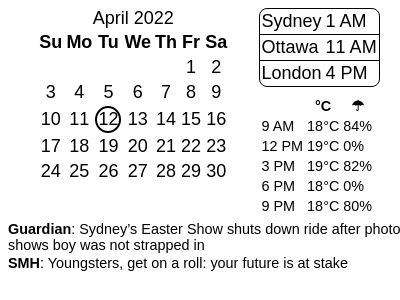 April 2022
Su Mo Tu We Th Fr Sa
1 2
3 4 5 6 7 8 9
10 11 12 13 14 15 16
17 18 19 20 21 22 23
24 25 26 27 28 29 30
Sydney 1 AM
Ottawa 11 AM
London 4 PM
°C ☂
9 AM 18°C 84%
12 PM 19°C 0%
3 PM 19°C 82%
6 PM 18°C 0%
9 PM 18°C 80%
Guardian: Sydney’s Easter Show shuts down ride after photo
shows boy was not strapped in
SMH: Youngsters, get on a roll: your future is at stake